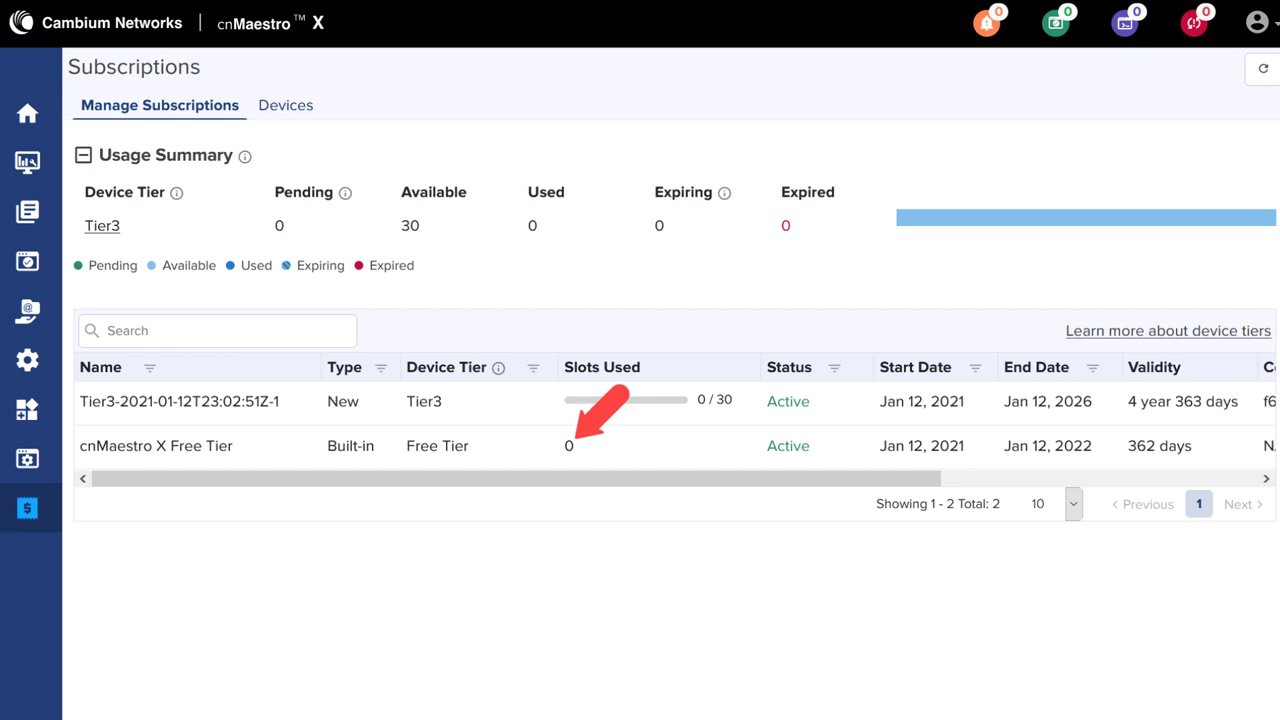 Cambium Networks | cnMaestro™ X 0 0 0 0
Subscriptions
Manage Subscriptions Devices
Usage Summary
Device Tier Pending Available Used Expiring Expired
Tier3 0 30 0 0 0
Pending Available Used Expiring Expired
Search Learn more about device tiers
Name Type Device Tier Slots Used Status Start Date End Date Validity C
Tier3-2021-01-12T23:02:51Z-1 New Tier3 0 / 30 Active Jan 12, 2021 Jan 12, 2026 4 year 363 days f6
cnMaestro X Free Tier Built-in Free Tier 0 Active Jan 12, 2021 Jan 12, 2022 362 days N
Showing 1 - 2 Total: 2 10 < Previous 1 Next >